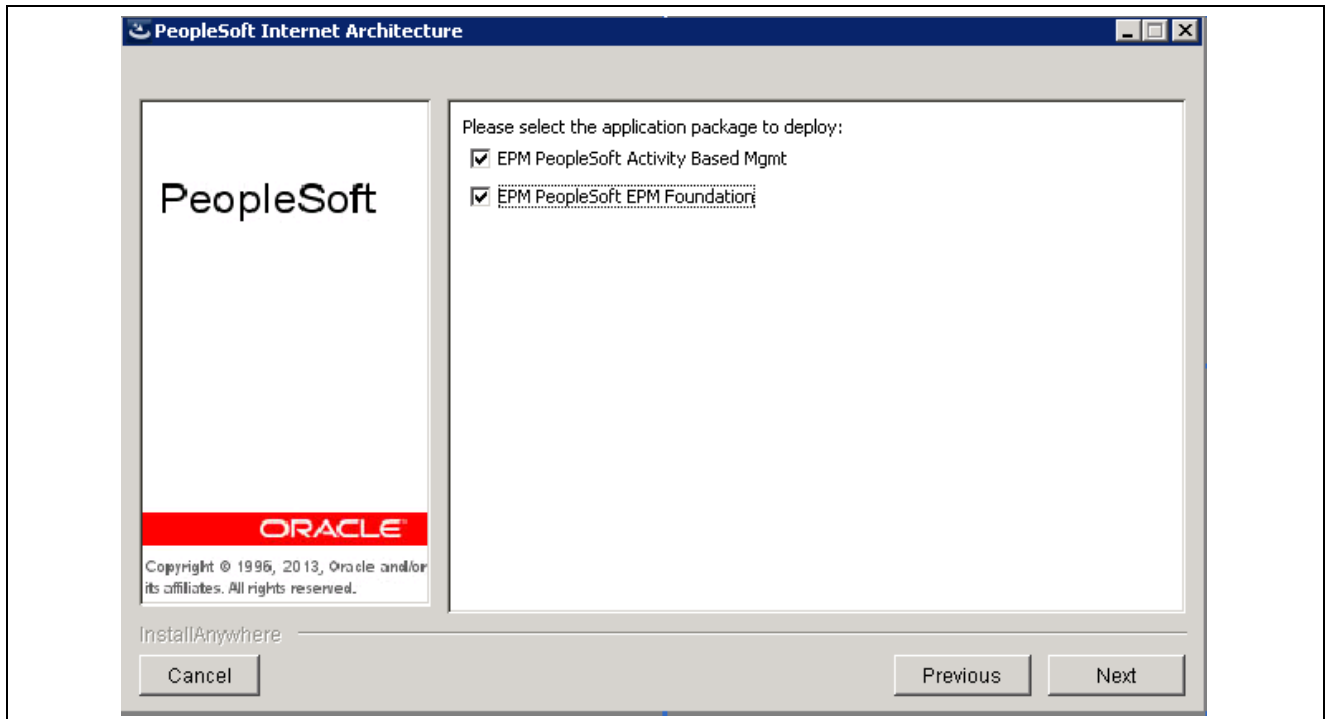 PeopleSoft Internet Architecture
Please select the application package to deploy:
EPM PeopleSoft Activity Based Mgmt
EPM PeopleSoft EPM Foundation
PeopleSoft
ORACLE
Copyright © 1996, 2013, Oracle and/or
its affiliates. All rights reserved.
InstallAnywhere
Cancel
Previous
Next